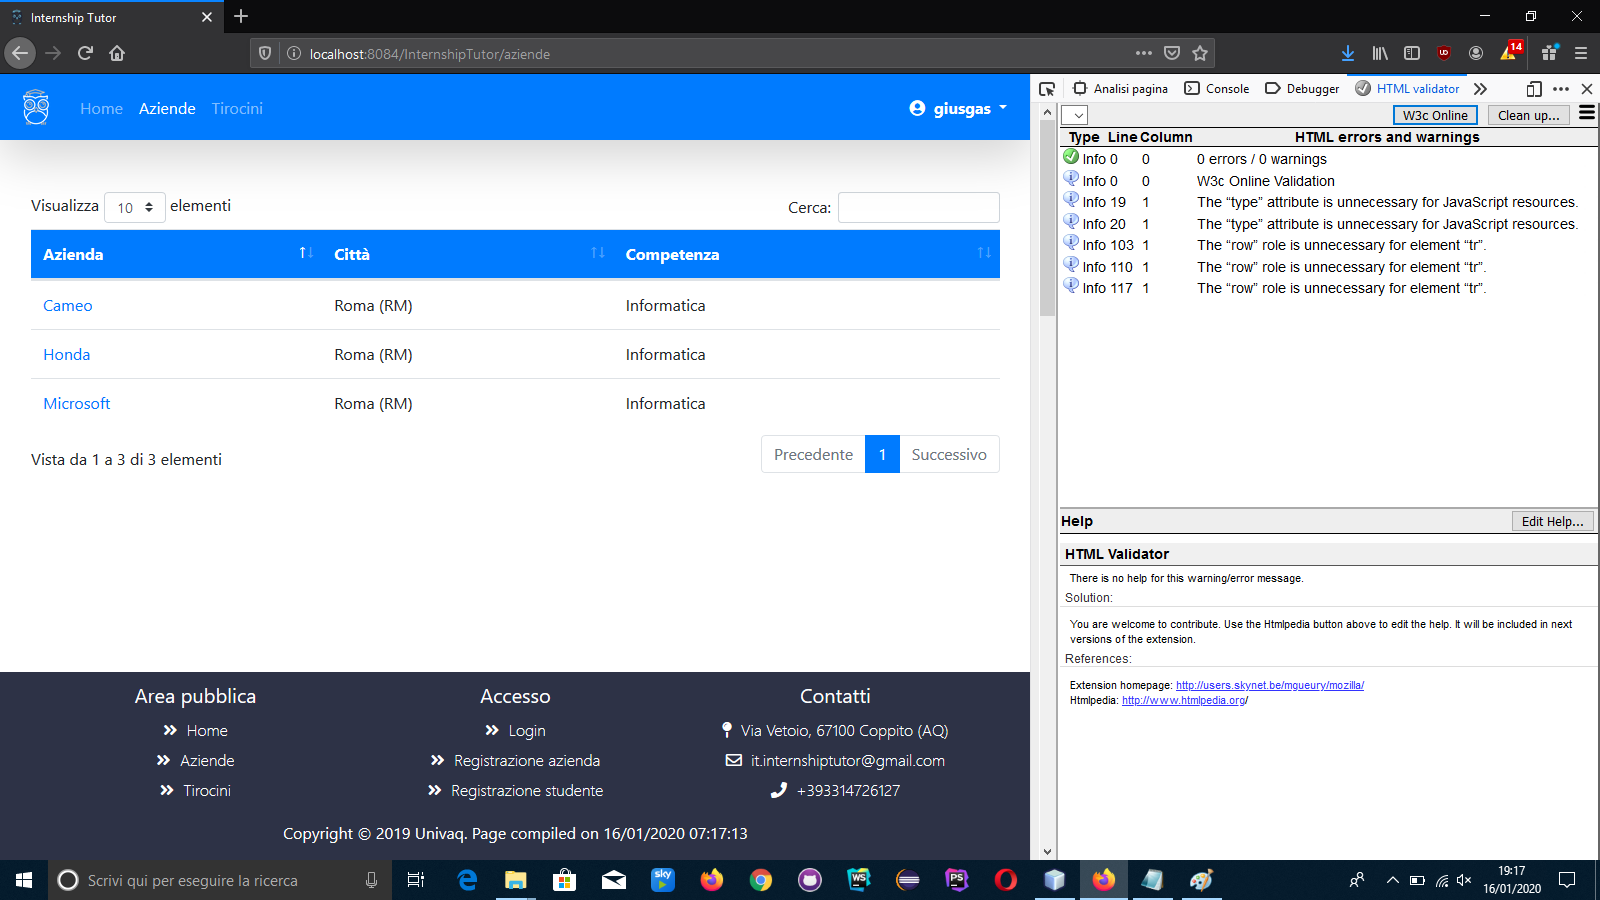 Internship Tutor
localhost:8084/InternshipTutor/aziende
14
Home Aziende Tirocini
giusgas
Visualizza 10 elementi
Cerca:
Azienda Città Competenza
Cameo Roma (RM) Informatica
Honda Roma (RM) Informatica
Microsoft Roma (RM) Informatica
Vista da 1 a 3 di 3 elementi
Precedente 1 Successivo
Area pubblica
Home
Aziende
Tirocini
Accesso
Login
Registrazione azienda
Registrazione studente
Contatti
Via Vetoio, 67100 Coppito (AQ)
it.internshiptutor@gmail.com
+393314726127
Copyright © 2019 Univaq. Page compiled on 16/01/2020 07:17:13
Analisi pagina Console Debugger HTML validator
W3c Online Clean up...
Type Line Column HTML errors and warnings
Info 0 0 0 errors / 0 warnings
Info 0 0 W3c Online Validation
Info 19 1 The “type” attribute is unnecessary for JavaScript resources.
Info 20 1 The “type” attribute is unnecessary for JavaScript resources.
Info 103 1 The “row” role is unnecessary for element “tr”.
Info 110 1 The “row” role is unnecessary for element “tr”.
Info 117 1 The “row” role is unnecessary for element “tr”.
Help Edit Help...
HTML Validator
There is no help for this warning/error message.
Solution:
You are welcome to contribute. Use the Htmlpedia button above to edit the help. It will be included in next
versions of the extension.
References:
Extension homepage: http://users.skynet.be/mgueury/mozilla/
Htmlpedia: http://www.htmlpedia.org/
Scrivi qui per eseguire la ricerca
sky
WS
PS
19:17
16/01/2020